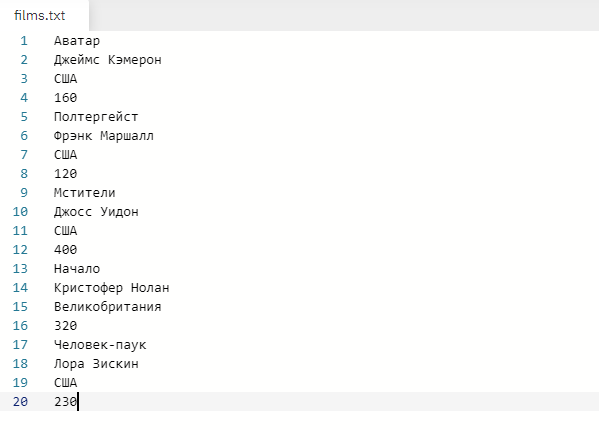 films.txt
1 Аватар
2 Джеймс Кэмерон
3 США
4 160
5 Полтергейст
6 Фрэнк Маршалл
7 США
8 120
9 Мстители
10 Джосс Уидон
11 США
12 400
13 Начало
14 Кристофер Нолан
15 Великобритания
16 320
17 Человек-паук
18 Лора Зискин
19 США
20 230